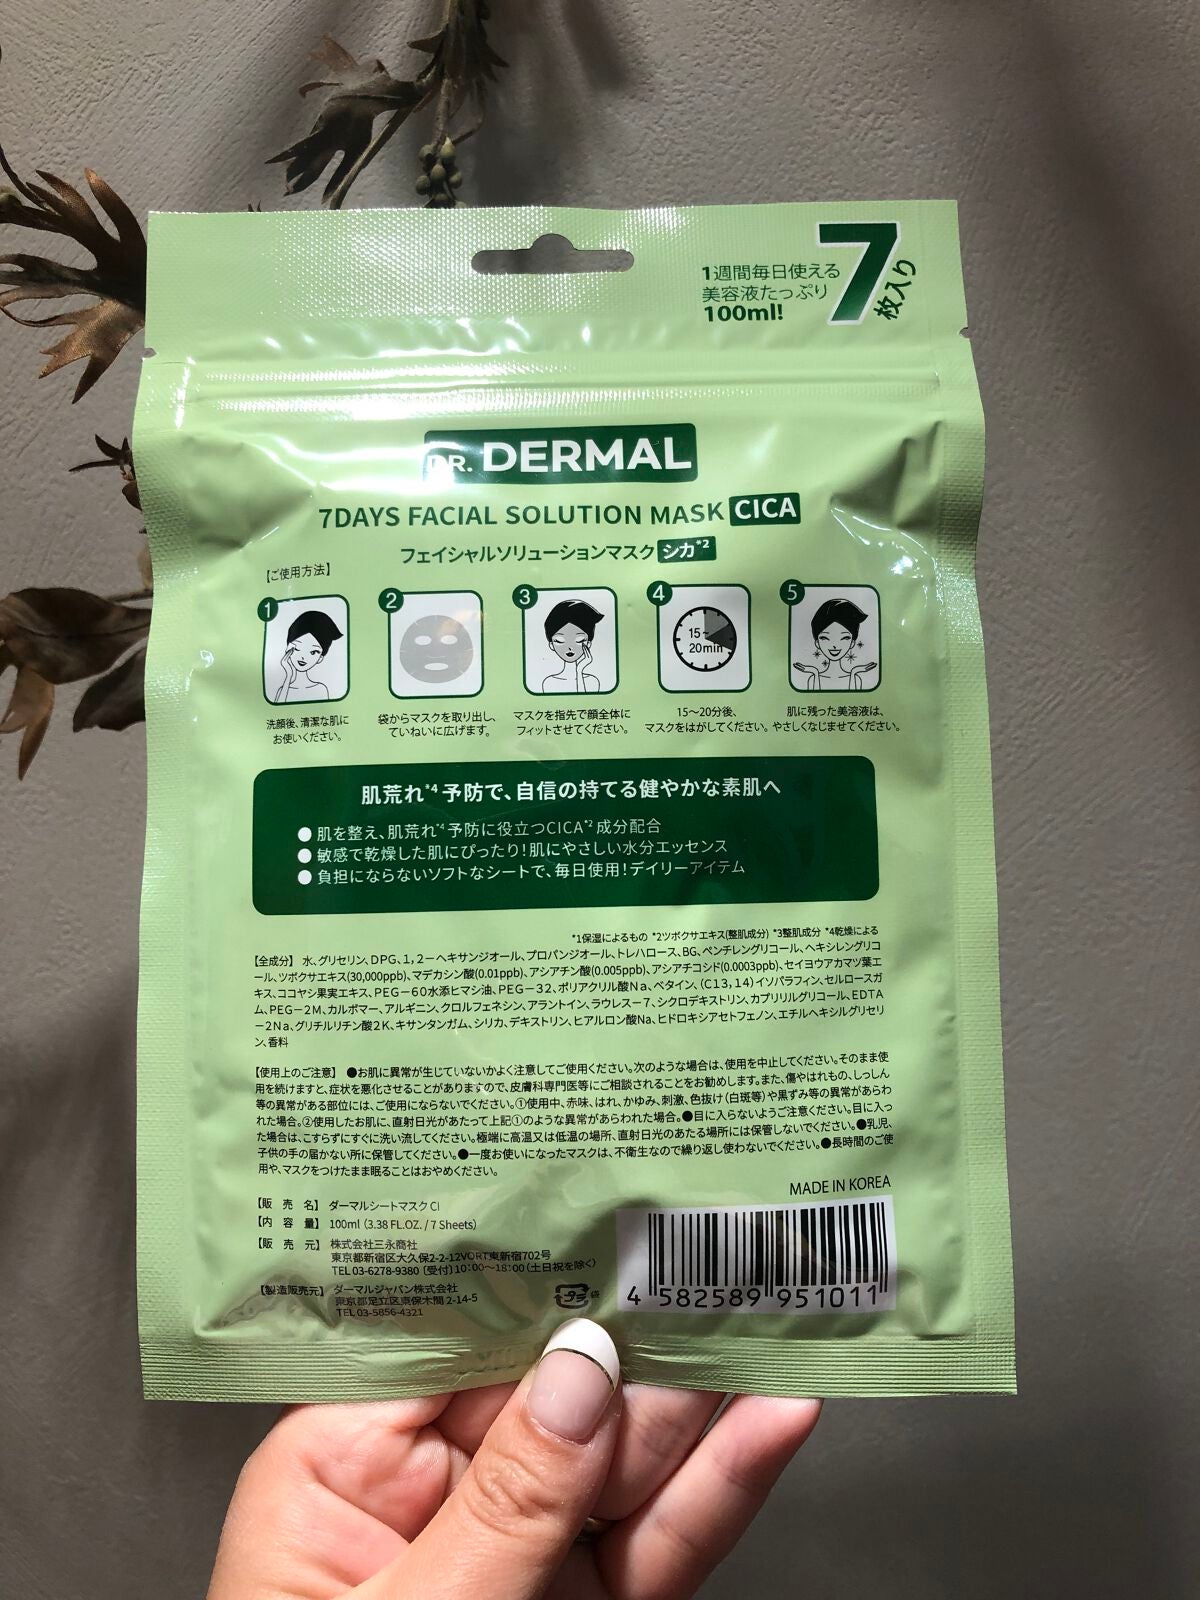 1週間毎日使える
美容液たっぷり
100ml!
7枚入り
DR. DERMAL
7DAYS FACIAL SOLUTION MASK CICA
フェイシャルソリューションマスク シカ*2
【ご使用方法】
1
2
3
4
5
15~
20min
洗顔後、清潔な肌に
お使いください。
袋からマスクを取り出し、
ていねいに広げます。
マスクを指先で顔全体に
フィットさせてください。
15〜20分後、
マスクをはがしてください。
肌に残った美溶液は、
やさしくなじませてください。
肌荒れ*4 予防で、自信の持てる健やかな素肌へ
● 肌を整え、肌荒れ*4 予防に役立つCICA*2 成分配合
● 敏感で乾燥した肌にぴったり!肌にやさしい水分エッセンス
● 負担にならないソフトなシートで、毎日使用!デイリーアイテム
*1保湿によるもの *2ツボクサエキス(整肌成分) *3整肌成分 *4乾燥による
【全成分】 水、グリセリン、DPG、1,2－ヘキサンジオール、プロパンジオール、トレハロース、BG、ペンチレングリコール、ヘキシレングリコ
ール、ツボクサエキス(30,000ppb)、マデカシン酸(0.01ppb)、アシアチン酸(0.005ppb)、アシアチコシド(0.0003ppb)、セイヨウアカマツ葉エ
キス、ココヤシ果実エキス、PEG－60水添ヒマシ油、PEG－32、ポリアクリル酸Na、ベタイン、(C13,14)イソパラフィン、セルロースガ
ム、PEG－2M、カルボマー、アルギニン、クロルフェネシン、アラントイン、ラウレス－7、シクロデキストリン、カプリリルグリコール、EDTA
－2Na、グリチルリチン酸2K、キサンタンガム、シリカ、デキストリン、ヒアルロン酸Na、ヒドロキシアセトフェノン、エチルヘキシルグリセリ
ン、香料
【使用上のご注意】 ●お肌に異常が生じていないかよく注意してご使用ください。次のような場合は、使用を中止してください。そのまま使
用を続けますと、症状を悪化させることがありますので、皮膚科専門医等にご相談されることをお勧めします。また、傷やはれもの、しっしん
等の異常がある部位には、ご使用にならないでください。①使用中、赤味、はれ、かゆみ、刺激、色抜け(白斑等)や黒ずみ等の異常があらわ
れた場合。②使用したお肌に、直射日光があたって上記①のような異常があらわれた場合。●目に入らないようご注意ください。目に入っ
た場合は、こすらずにすぐに洗い流してください。極端に高温又は低温の場所、直射日光のあたる場所には保管しないでください。●乳児、
子供の手の届かない所に保管してください。●一度お使いになったマスクは、不衛生なので繰り返し使わないでください。●長時間のご使
用や、マスクをつけたまま眠ることはおやめください。
MADE IN KOREA
【販 売 名】 ダーマルシートマスク CI
【内 容 量】 100ml (3.38 FL.OZ. / 7 Sheets)
【販 売 元】 株式会社三永商社
東京都新宿区大久保2-2-12VORT東新宿702号
TEL 03-6278-9380 (受付)10:00〜18:00(土日祝を除く)
【製造販売元】 ダーマルジャパン株式会社
東京都足立区東保木間 2-14-5
TEL 03-5856-4321
プラ 袋
4 582589 951011